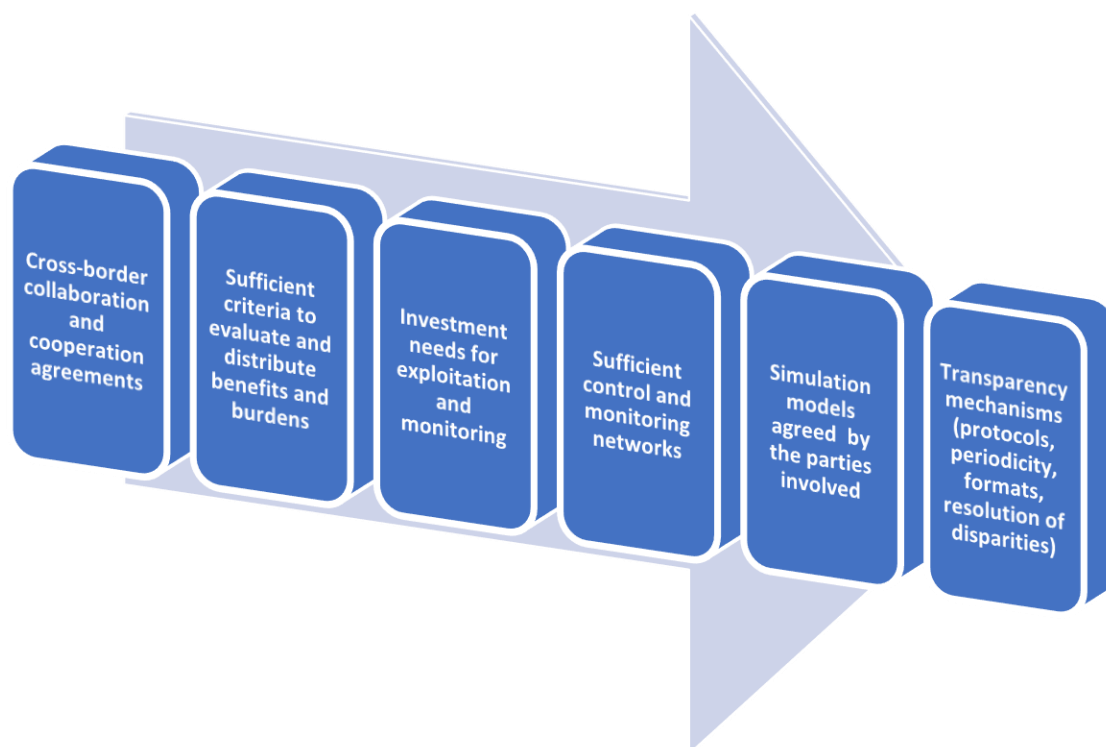 Cross-border
collaboration
and
cooperation
agreements
Sufficient
criteria to
evaluate and
distribute
benefits and
burdens
Investment
needs for
exploitation
and
monitoring
Sufficient
control and
monitoring
networks
Simulation
models
agreed by
the parties
involved
Transparency
mechanisms
(protocols,
periodicity,
formats,
resolution of
disparities)